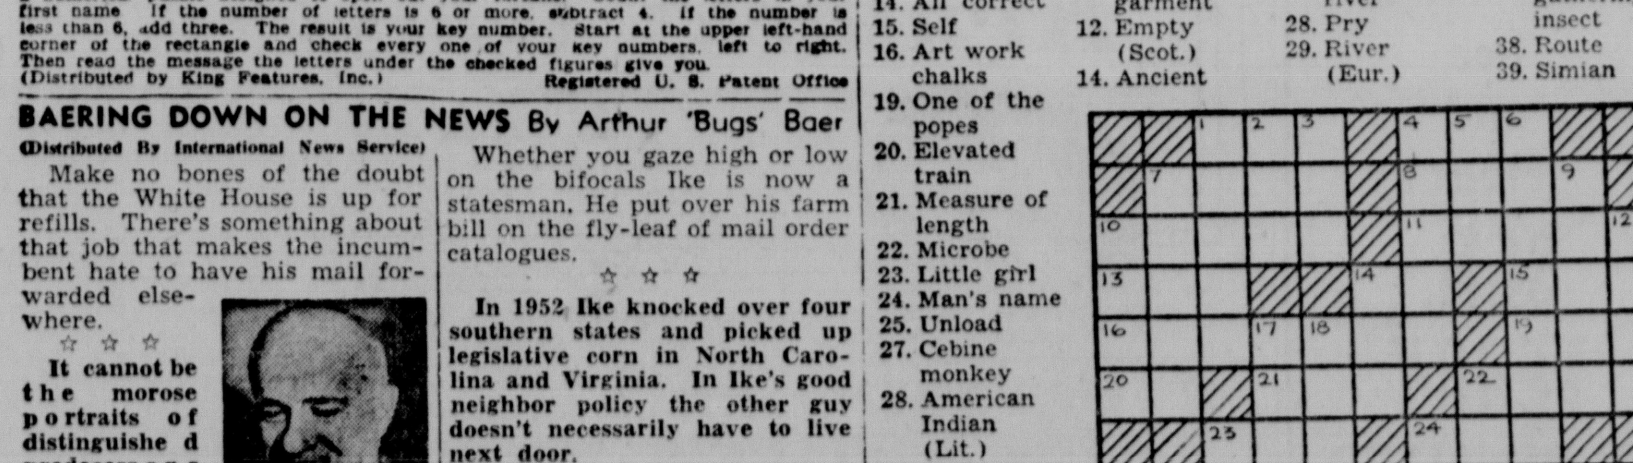 first name. If the number of letters is 6 or more, subtract 4. If the number is
less than 6, add three. The result is your key number. Start at the upper left-hand
corner of the rectangle and check every one of your key numbers, left to right.
Then read the message the letters under the checked figures give you.
(Distributed by King Features, Inc.) Registered U. S. Patent Office
BAERING DOWN ON THE NEWS By Arthur 'Bugs' Baer
(Distributed By International News Service)
Make no bones of the doubt
that the White House is up for
refills. There's something about
that job that makes the incum-
bent hate to have his mail for-
warded else-
where.
☆ ☆ ☆
It cannot be
the morose
portraits of
distinguishe d
Whether you gaze high or low
on the bifocals Ike is now a
statesman. He put over his farm
bill on the fly-leaf of mail order
catalogues.
☆ ☆ ☆
In 1952 Ike knocked over four
southern states and picked up
legislative corn in North Caro-
lina and Virginia. In Ike's good
neighbor policy the other guy
doesn't necessarily have to live
next door.
14. All correct
15. Self
16. Art work
chalks
19. One of the
popes
20. Elevated
train
21. Measure of
length
22. Microbe
23. Little girl
24. Man's name
25. Unload
27. Cebine
monkey
28. American
Indian
(Lit.)
garment
12. Empty
(Scot.)
14. Ancient
river
28. Pry
29. River
(Eur.)
insect
38. Route
39. Simian
1 2 3 4 5 6
7 8 9
10 11 12
13 14 15
16 17 18 19
20 21 22
23 24